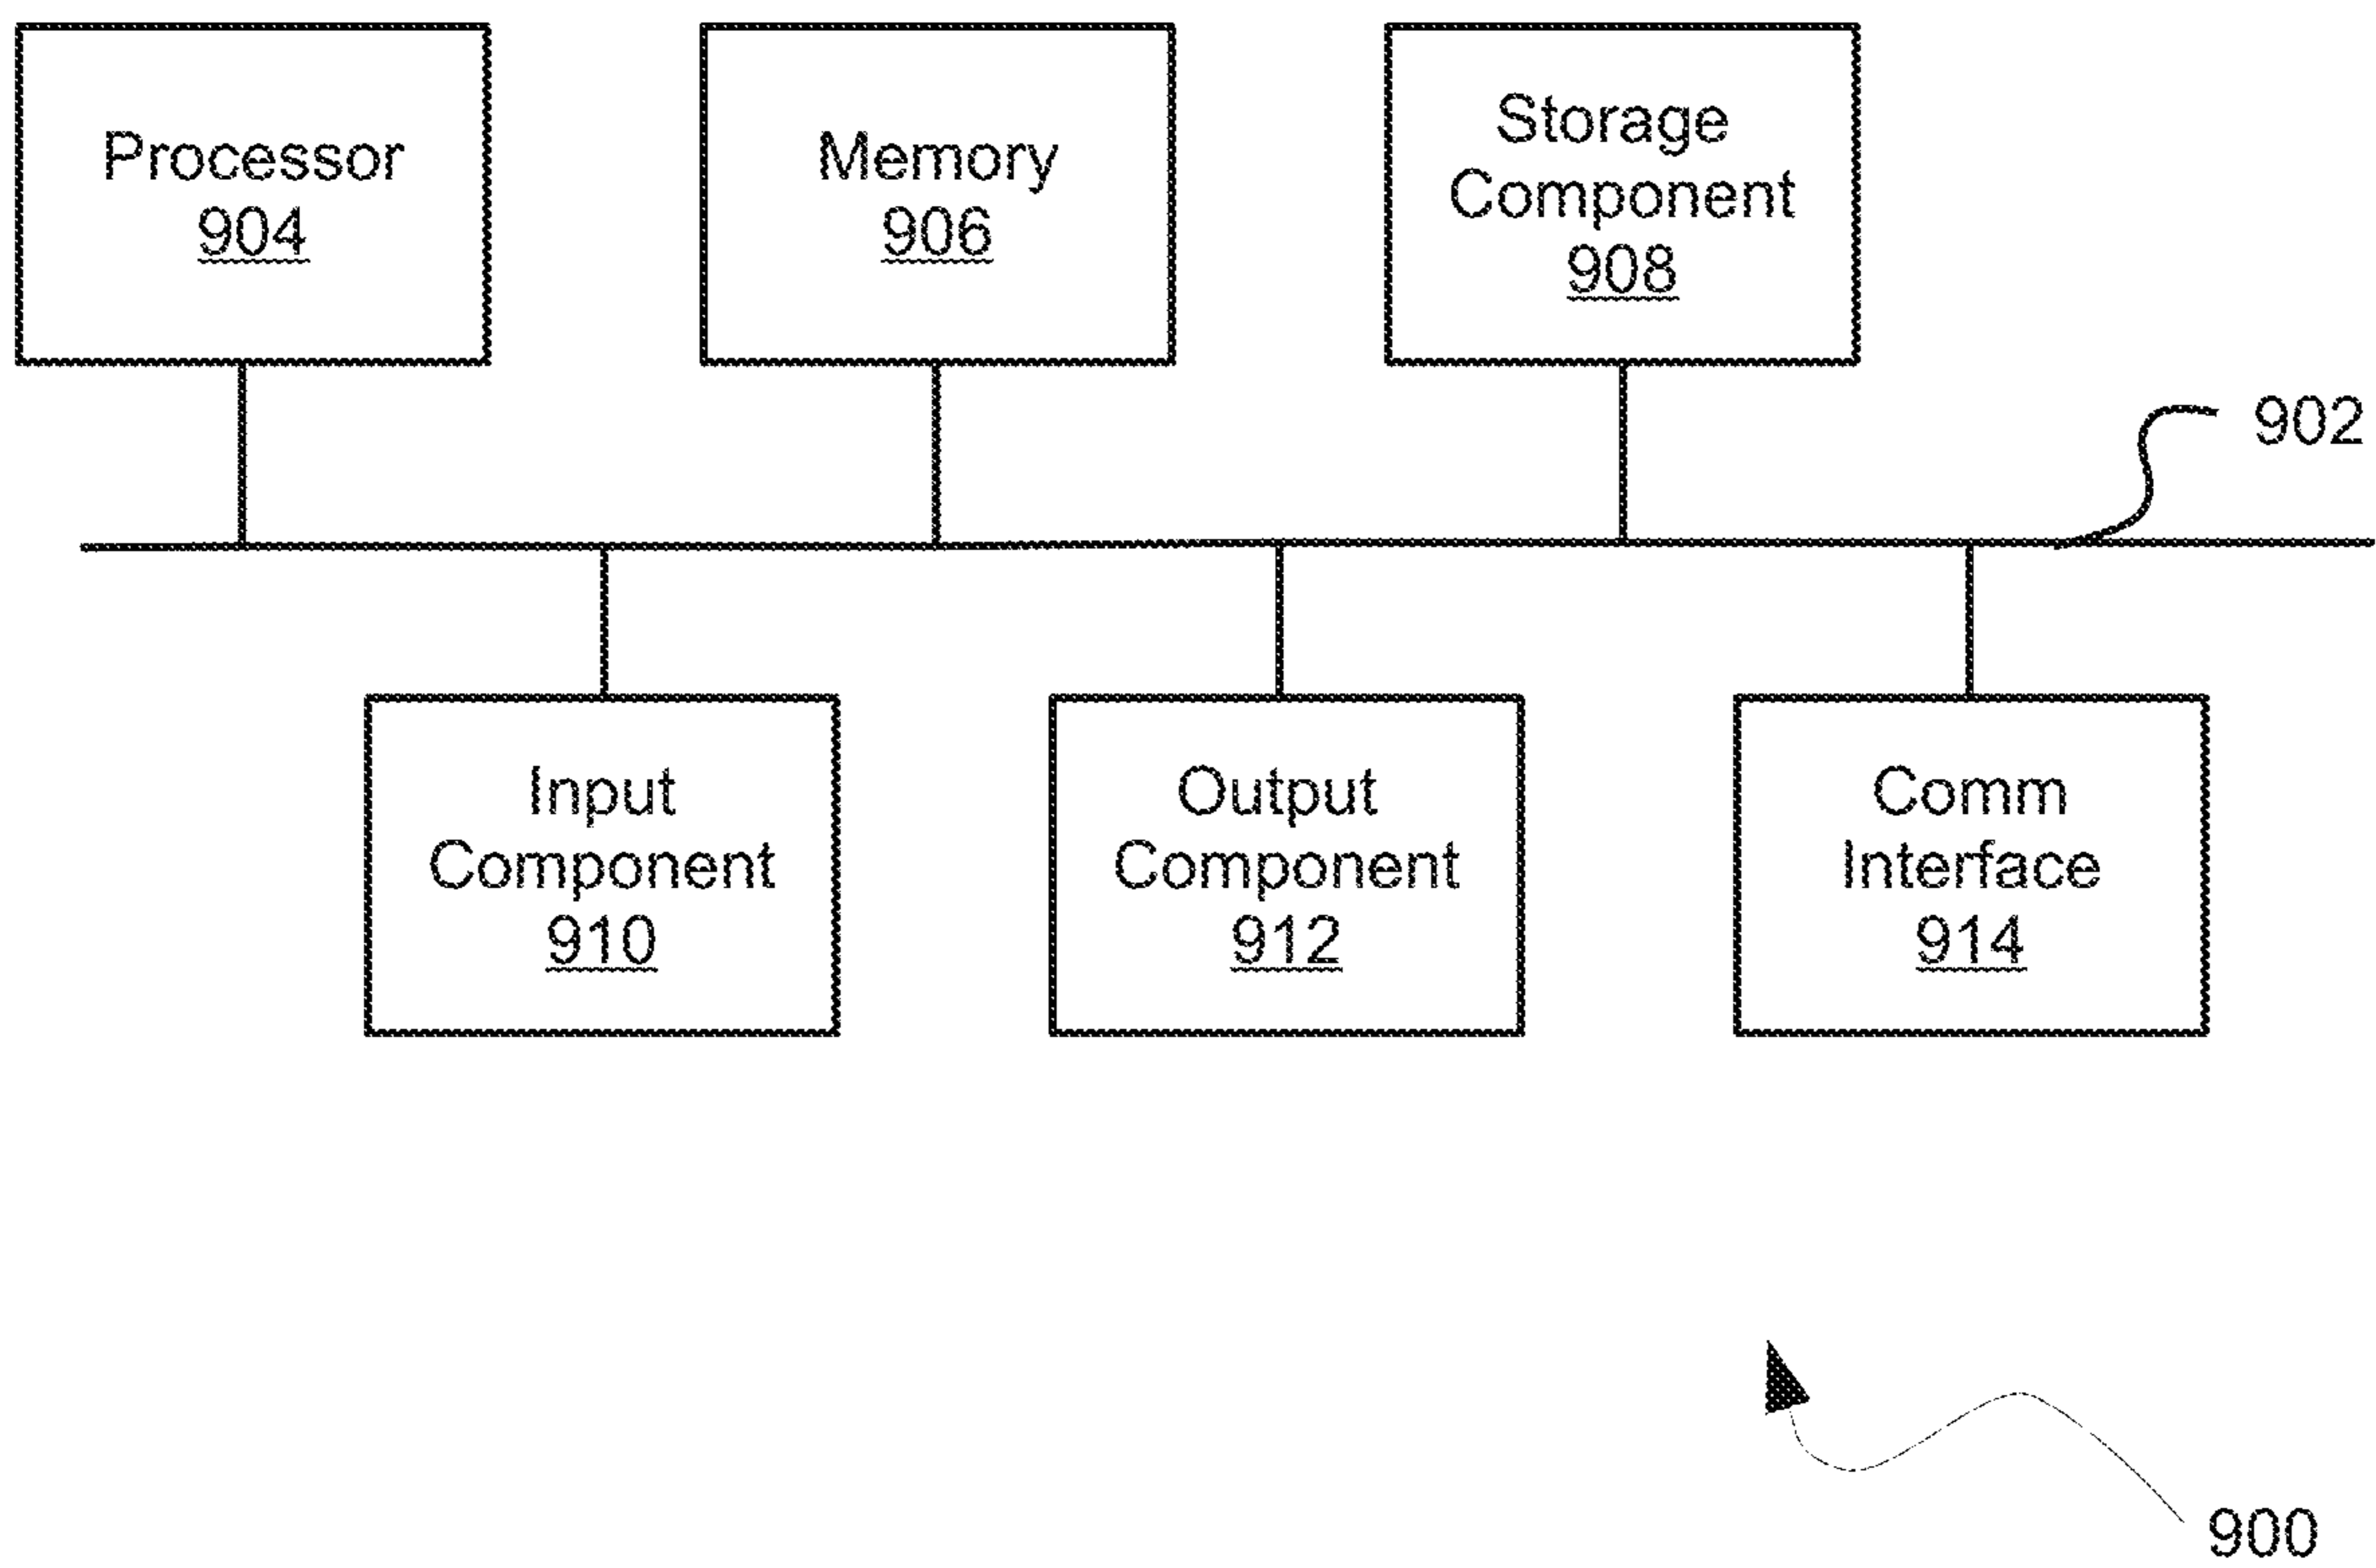 Processor
904
Memory
906
Storage
Component
908
902
Input
Component
910
Output
Component
912
Comm
Interface
914
900